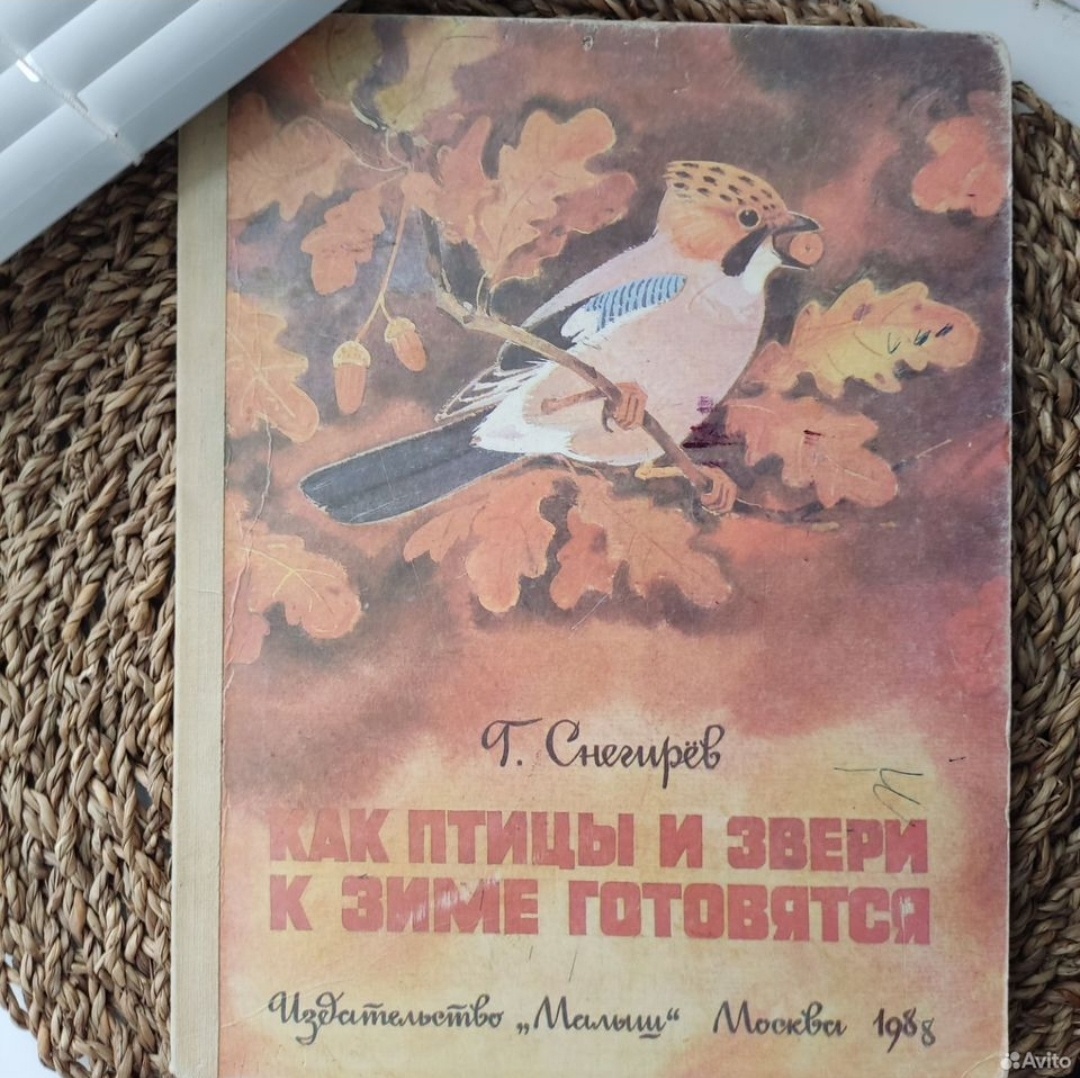 Г. Снегирёв
КАК ПТИЦЫ И ЗВЕРИ
К ЗИМЕ ГОТОВЯТСЯ
Издательство „Малыш“ Москва 1988
Avito